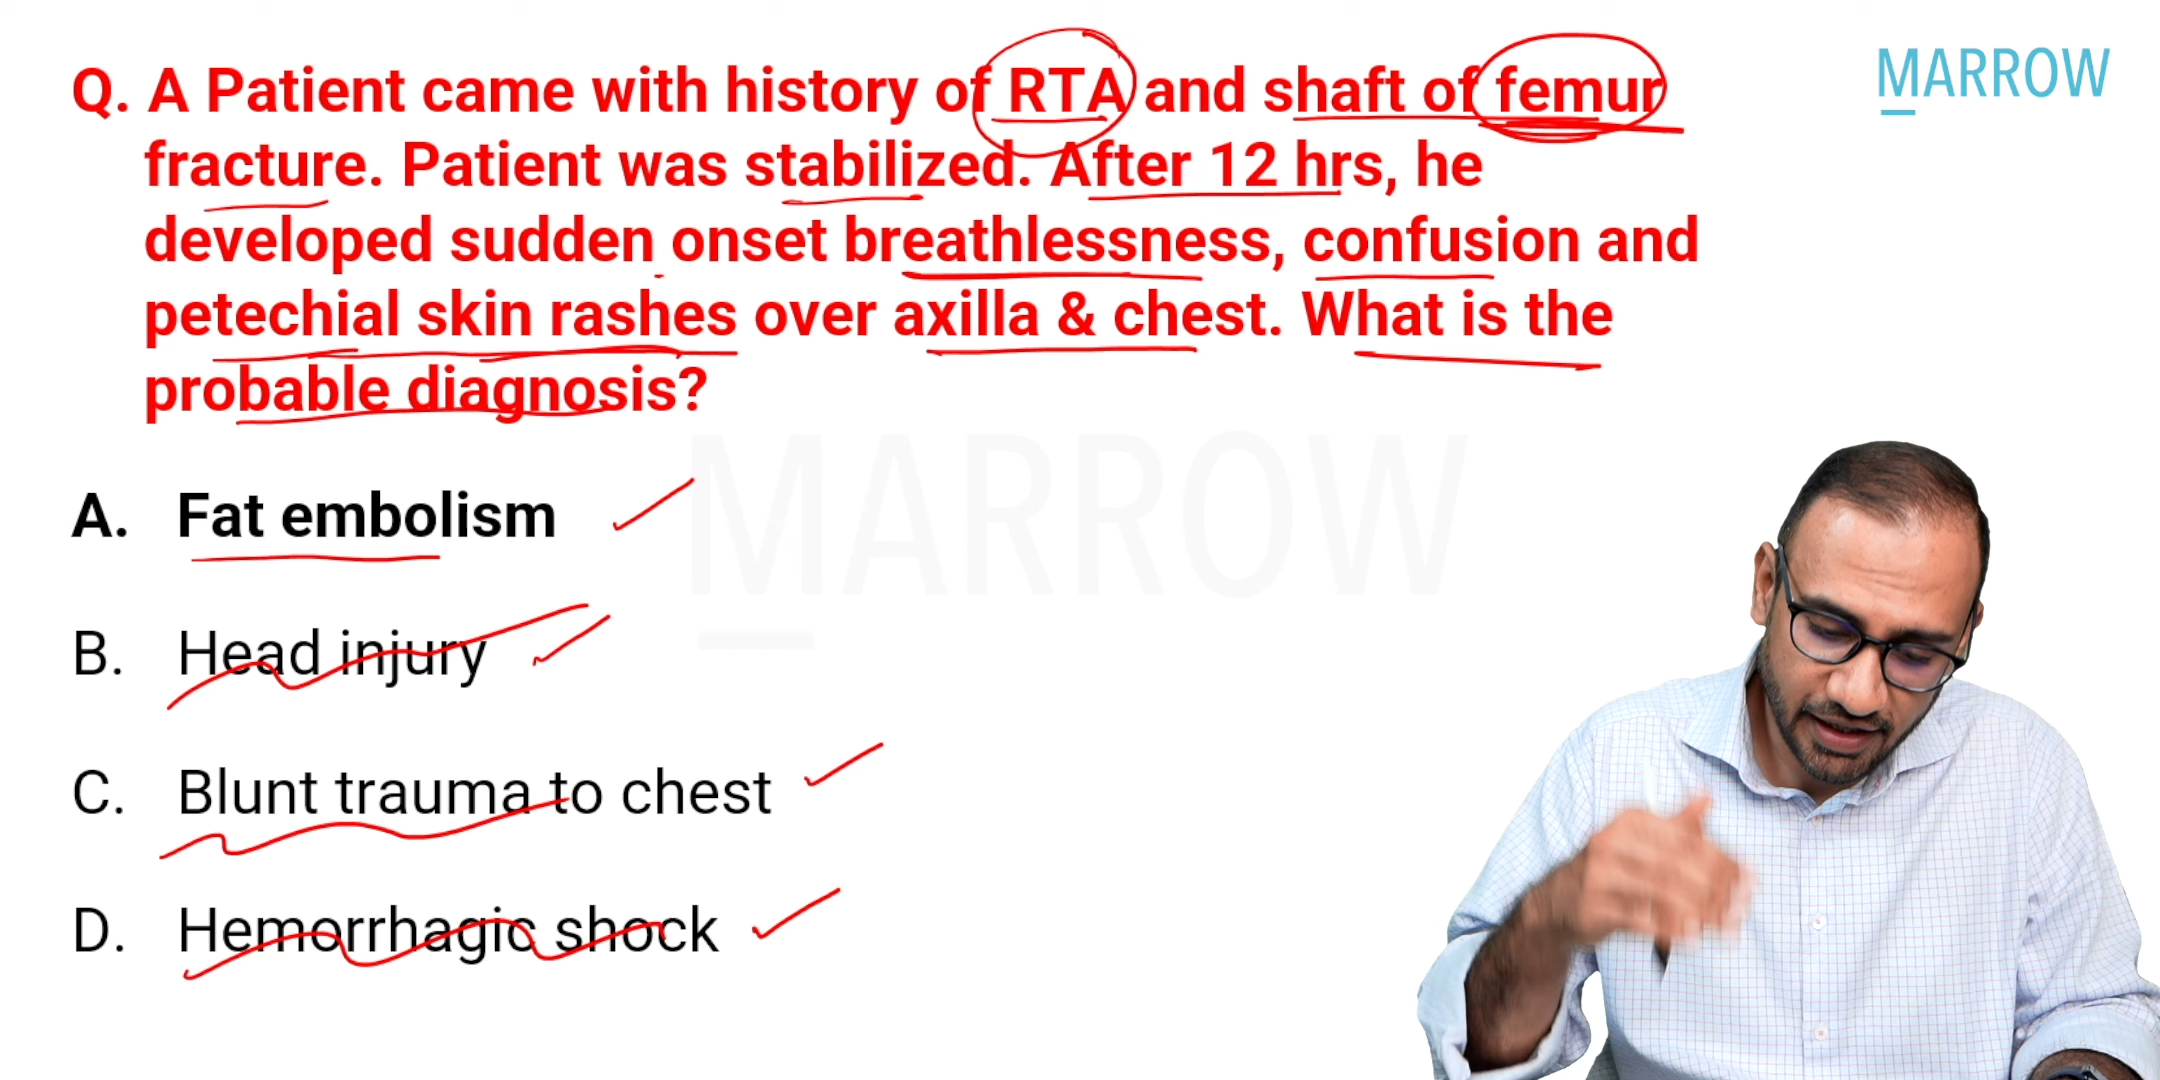 MARROW
Q. A Patient came with history of RTA and shaft of femur
fracture. Patient was stabilized. After 12 hrs, he
developed sudden onset breathlessness, confusion and
petechial skin rashes over axilla & chest. What is the
probable diagnosis?
MARROW
A. Fat embolism
B. Head injury
C. Blunt trauma to chest
D. Hemorrhagic shock